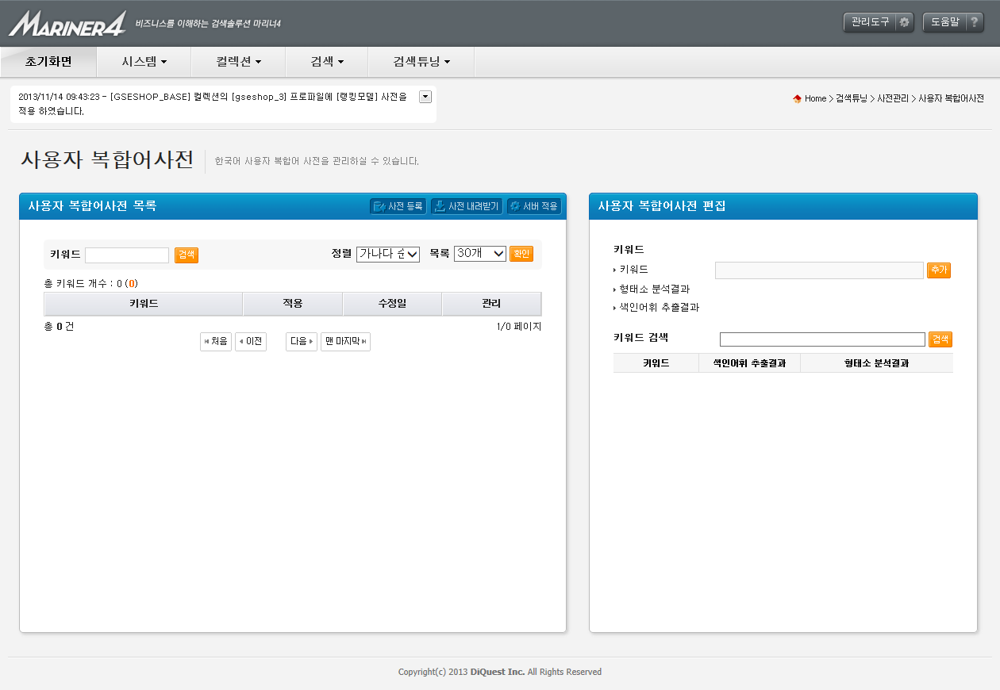 MARINER4 비즈니스를 이해하는 검색솔루션 마리너4 관리도구 도움말 ?
초기화면 시스템 컬렉션 검색 검색튜닝
2013/11/14 09:43:23 - [GSESHOP_BASE] 컬렉션의 [gseshop_3] 프로파일에 [랭킹모델] 사전을
적용 하였습니다.
Home > 검색튜닝 > 사전관리 > 사용자 복합어사전
사용자 복합어사전 한국어 사용자 복합어 사전을 관리하실 수 있습니다.
사용자 복합어사전 목록 사전 등록 사전 내려받기 서버 적용
키워드 검색 정렬 가나다 순 목록 30개 확인
총 키워드 개수 : 0 (0)
키워드 적용 수정일 관리
총 0 건 1/0 페이지
처음 이전 다음 맨 마지막
사용자 복합어사전 편집
키워드
키워드 추가
형태소 분석결과
색인어휘 추출결과
키워드 검색 검색
키워드 색인어휘 추출결과 형태소 분석결과
Copyright(c) 2013 DiQuest Inc. All Rights Reserved